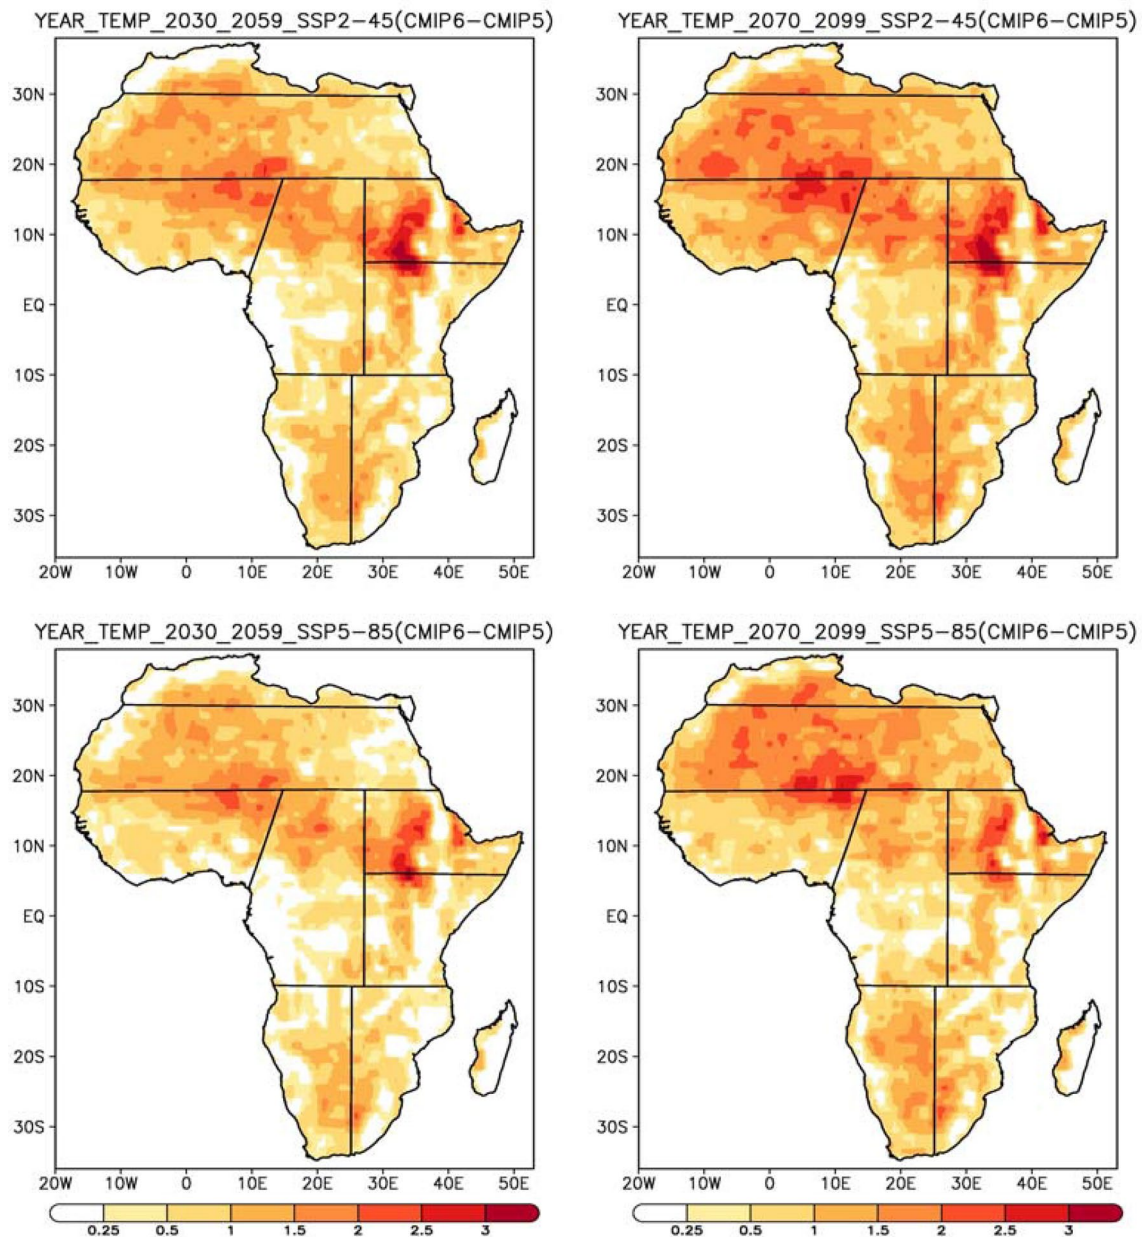 YEAR_TEMP_2030_2059_SSP2-45(CMIP6-CMIP5)
YEAR_TEMP_2070_2099_SSP2-45(CMIP6-CMIP5)
30N
20N
10N
EQ
10S
20S
30S
20W 10W 0 10E 20E 30E 40E 50E
30N
20N
10N
EQ
10S
20S
30S
20W 10W 0 10E 20E 30E 40E 50E
YEAR_TEMP_2030_2059_SSP5-85(CMIP6-CMIP5)
YEAR_TEMP_2070_2099_SSP5-85(CMIP6-CMIP5)
30N
20N
10N
EQ
10S
20S
30S
20W 10W 0 10E 20E 30E 40E 50E
0.25 0.5 1 1.5 2 2.5 3
30N
20N
10N
EQ
10S
20S
30S
20W 10W 0 10E 20E 30E 40E 50E
0.25 0.5 1 1.5 2 2.5 3